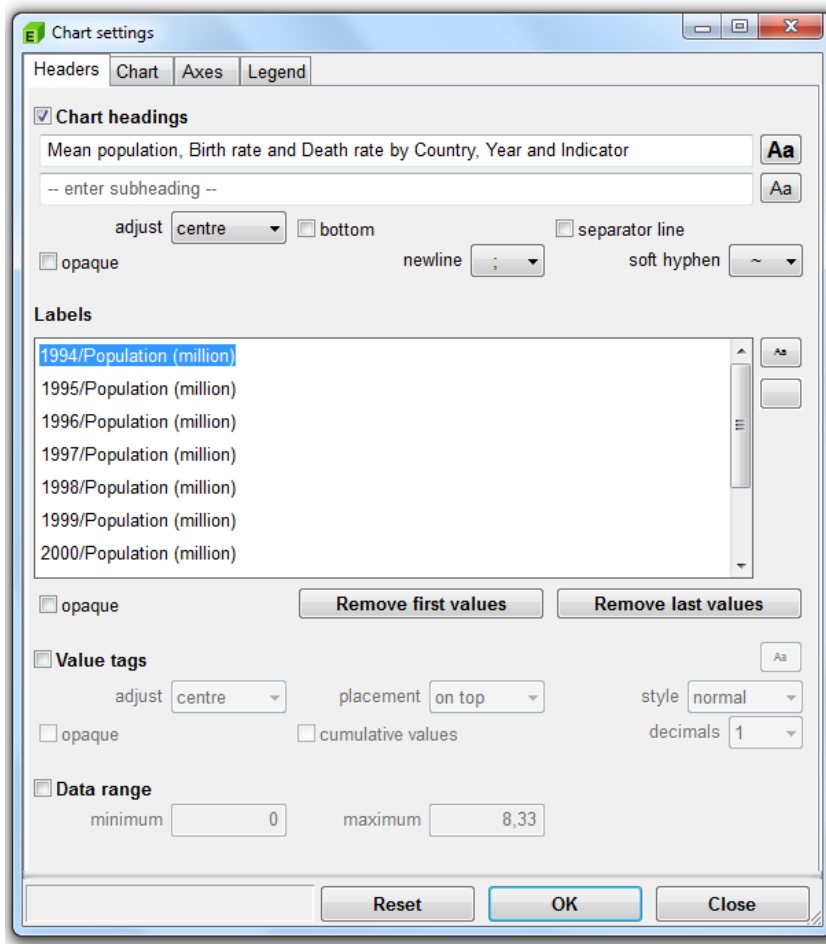 E Chart settings
Headers Chart Axes Legend
Chart headings
Mean population, Birth rate and Death rate by Country, Year and Indicator Aa
-- enter subheading -- Aa
adjust centre bottom separator line
opaque newline ; soft hyphen ~
Labels
1994/Population (million) Aa
1995/Population (million)
1996/Population (million)
1997/Population (million)
1998/Population (million)
1999/Population (million)
2000/Population (million)
opaque Remove first values Remove last values
Value tags Aa
adjust centre placement on top style normal
opaque cumulative values decimals 1
Data range
minimum 0 maximum 8,33
Reset OK Close